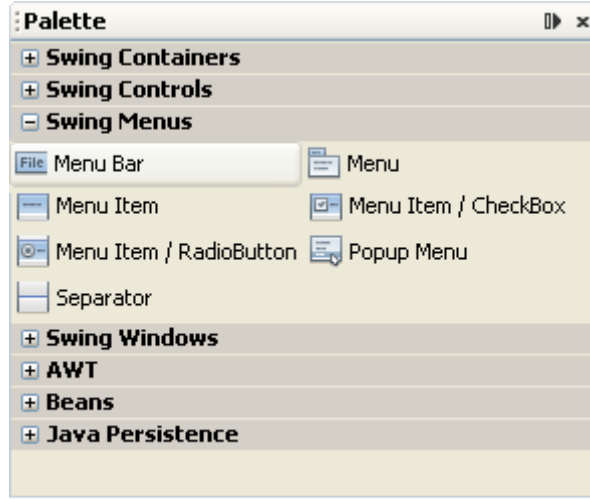 Palette
Swing Containers
Swing Controls
Swing Menus
File Menu Bar Menu
Menu Item Menu Item / CheckBox
Menu Item / RadioButton Popup Menu
Separator
Swing Windows
AWT
Beans
Java Persistence